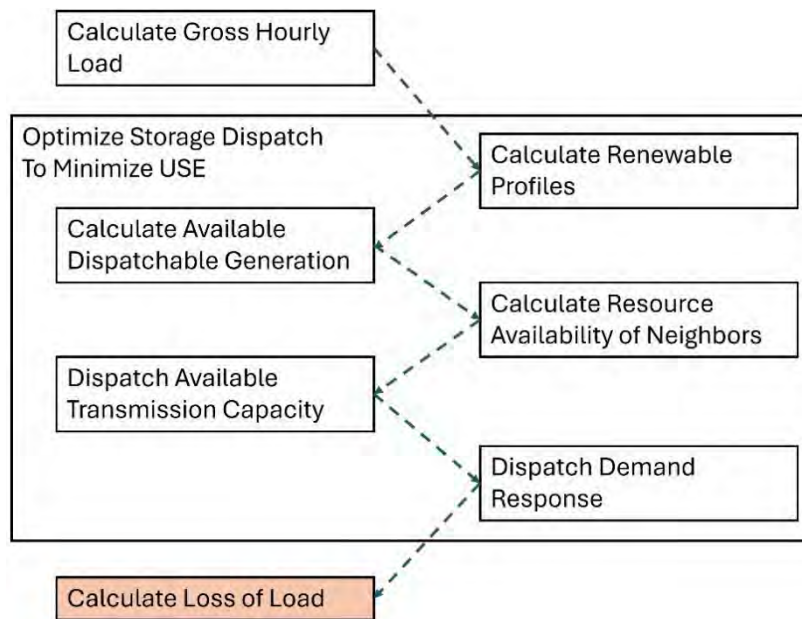 Calculate Gross Hourly
Load
Optimize Storage Dispatch
To Minimize USE
Calculate Renewable
Profiles
Calculate Available
Dispatchable Generation
Calculate Resource
Availability of Neighbors
Dispatch Available
Transmission Capacity
Dispatch Demand
Response
Calculate Loss of Load